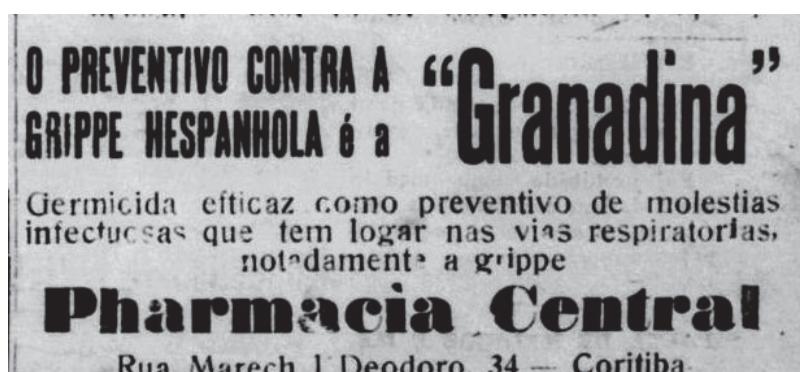 O PREVENTIVO CONTRA A
GRIPPE HESPANHOLA é a
"Granadina"
Germicida efficaz como preventivo de molestias
infectuosas que tem logar nas vias respiratorias,
notadamente a grippe
Pharmacia Central
Rua Marech l Deodoro, 34 — Coritiba